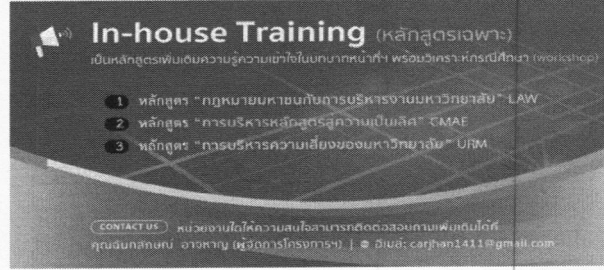 In-house Training (หลักสูตรเฉพาะ)
เป็นหลักสูตรเพิ่มเติมความรู้ความเข้าใจในบทบาทหน้าที่ฯ พร้อมวิเคราะห์กรณีศึกษา (workshop)
1 หลักสูตร "กฎหมายมหาชนกับการบริหารงานมหาวิทยาลัย" LAW
2 หลักสูตร "การบริหารหลักสูตรสู่ความเป็นเลิศ" CMAE
3 หลักสูตร "การบริหารความเสี่ยงของมหาวิทยาลัย" URM
CONTACT US หน่วยงานใดให้ความสนใจสามารถติดต่อสอบถามเพิ่มเติมได้ที่
คุณฉันทลักษณ์ อาจหาญ (ผู้จัดการโครงการฯ) | อีเมล์: carjhan1411@gmail.com